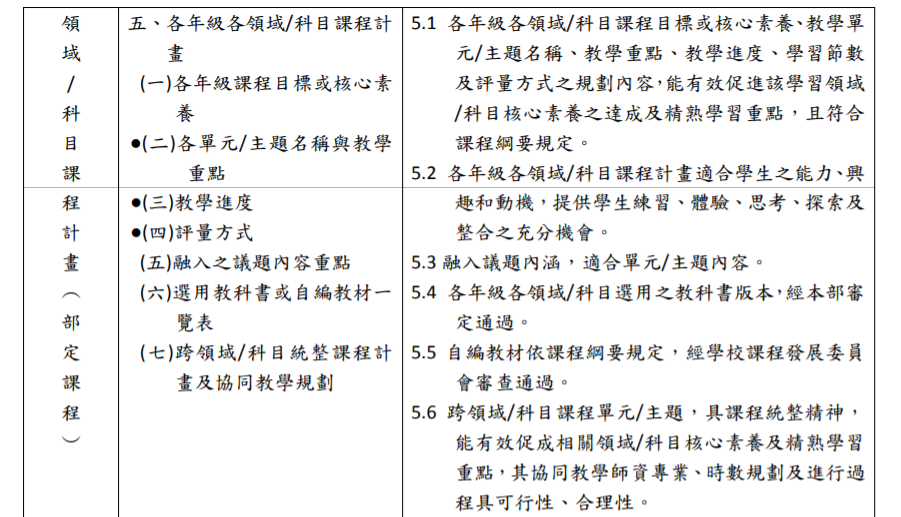 領域/科目課程計畫（部定課程）
五、各年級各領域/科目課程計
畫
(一)各年級課程目標或核心素
養
●(二)各單元/主題名稱與教學
重點
●(三)教學進度
●(四)評量方式
(五)融入之議題內容重點
(六)選用教科書或自編教材一
覽表
(七)跨領域/科目統整課程計
畫及協同教學規劃
5.1 各年級各領域/科目課程目標或核心素養、教學單
元/主題名稱、教學重點、教學進度、學習節數
及評量方式之規劃內容，能有效促進該學習領域
/科目核心素養之達成及精熟學習重點，且符合
課程綱要規定。
5.2 各年級各領域/科目課程計畫適合學生之能力、興
趣和動機，提供學生練習、體驗、思考、探索及
整合之充分機會。
5.3 融入議題內涵，適合單元/主題內容。
5.4 各年級各領域/科目選用之教科書版本，經本部審
定通過。
5.5 自編教材依課程綱要規定，經學校課程發展委員
會審查通過。
5.6 跨領域/科目課程單元/主題，具課程統整精神，
能有效促成相關領域/科目核心素養及精熟學習
重點，其協同教學師資專業、時數規劃及進行過
程具可行性、合理性。